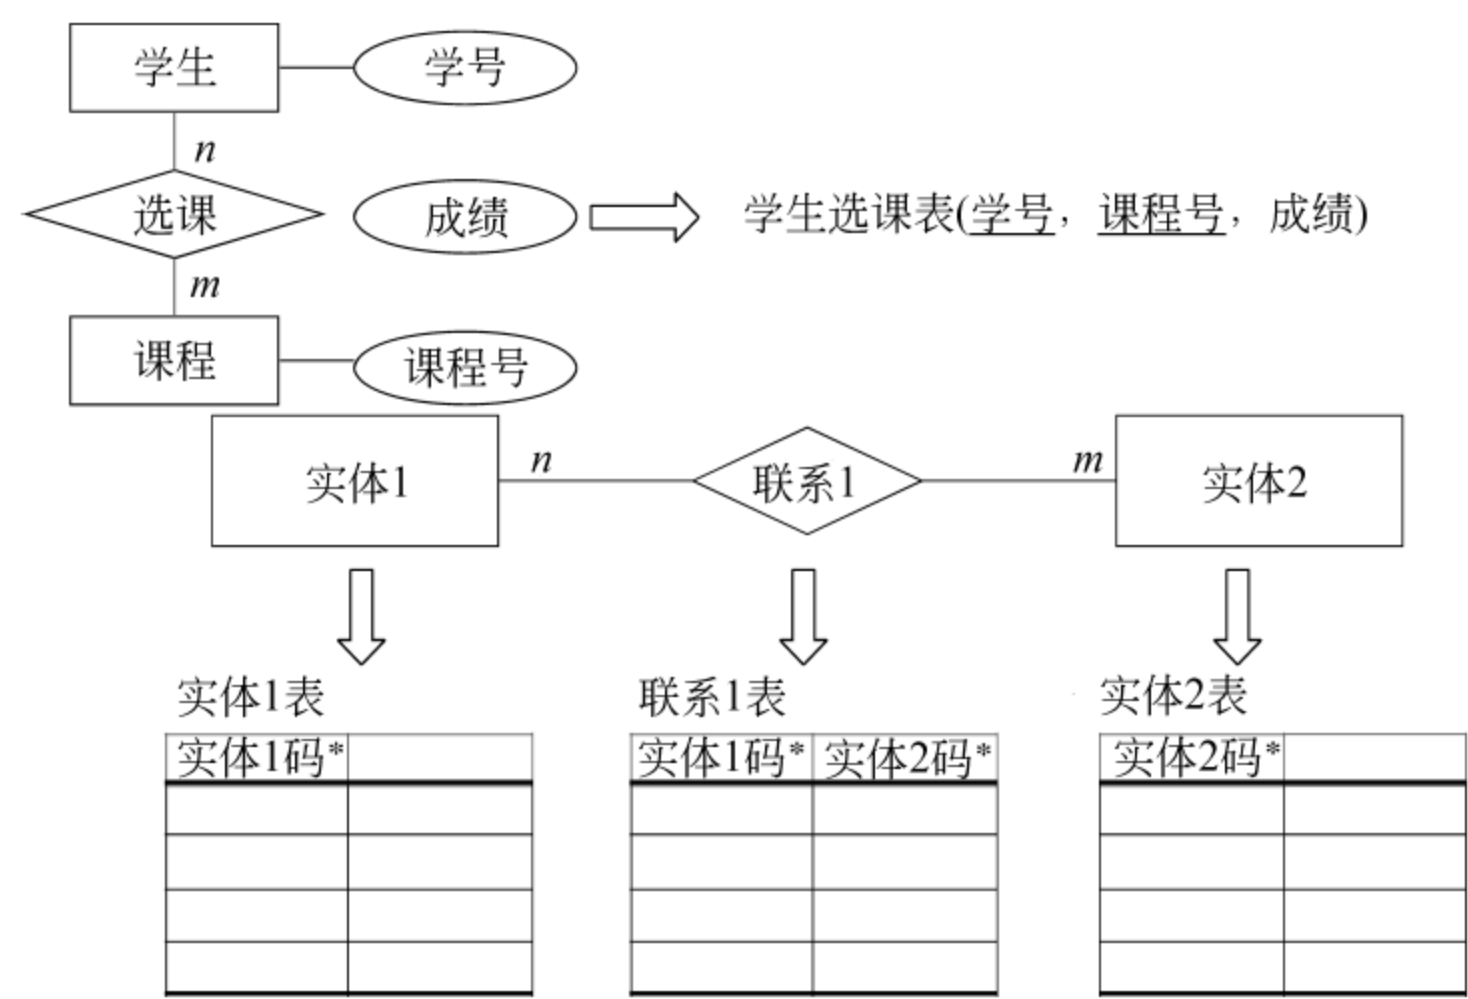 学生 学号
n
选课 成绩 学生选课表(学号，课程号，成绩)
m
课程 课程号
实体1 n 联系1 m 实体2
实体1表 联系1表 实体2表
实体1码* 实体1码* 实体2码* 实体2码*